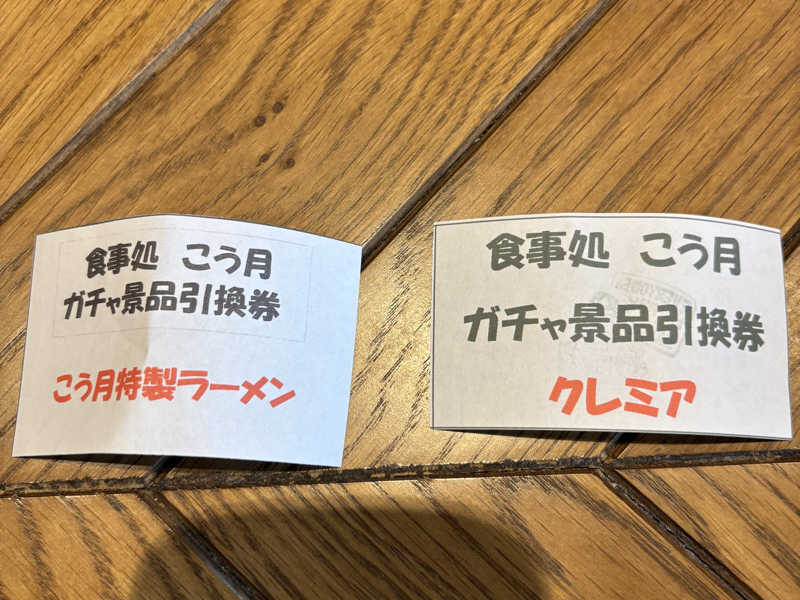 食事処 こう月
ガチャ景品引換券
こう月特製ラーメン
食事処 こう月
ガチャ景品引換券
クレミア